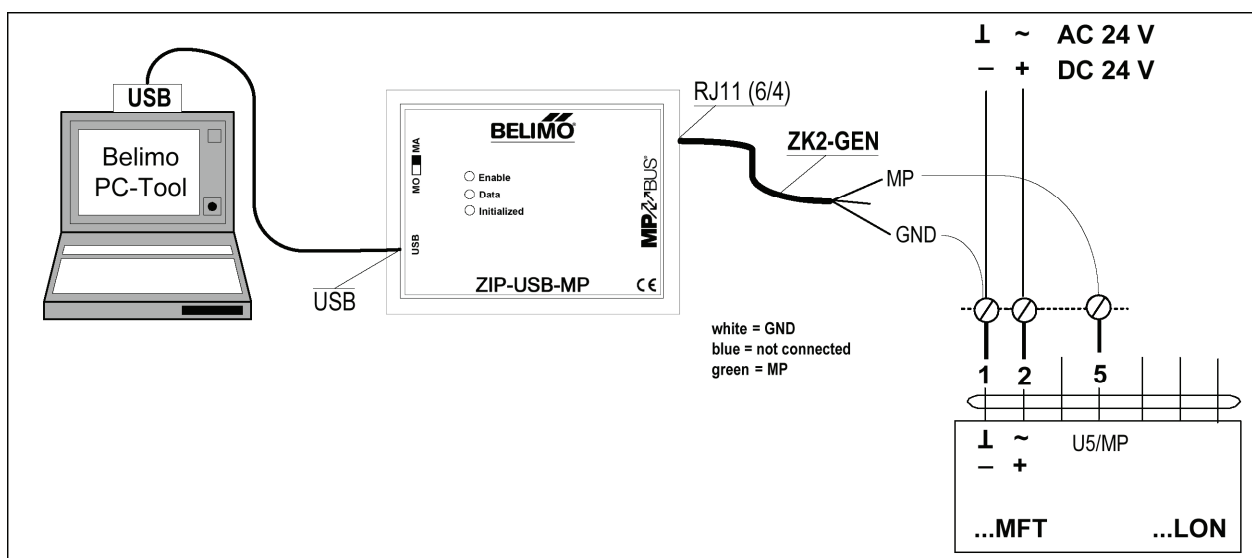 USB
Belimo
PC-Tool
USB
BELIMO®
MO MA
Enable
Data
Initialized
USB
MP BUS®
ZIP-USB-MP
CE
RJ11 (6/4)
ZK2-GEN
MP
GND
white = GND
blue = not connected
green = MP
⊥ ~ AC 24 V
– + DC 24 V
1 2 5
⊥ ~ U5/MP
– +
...MFT ...LON